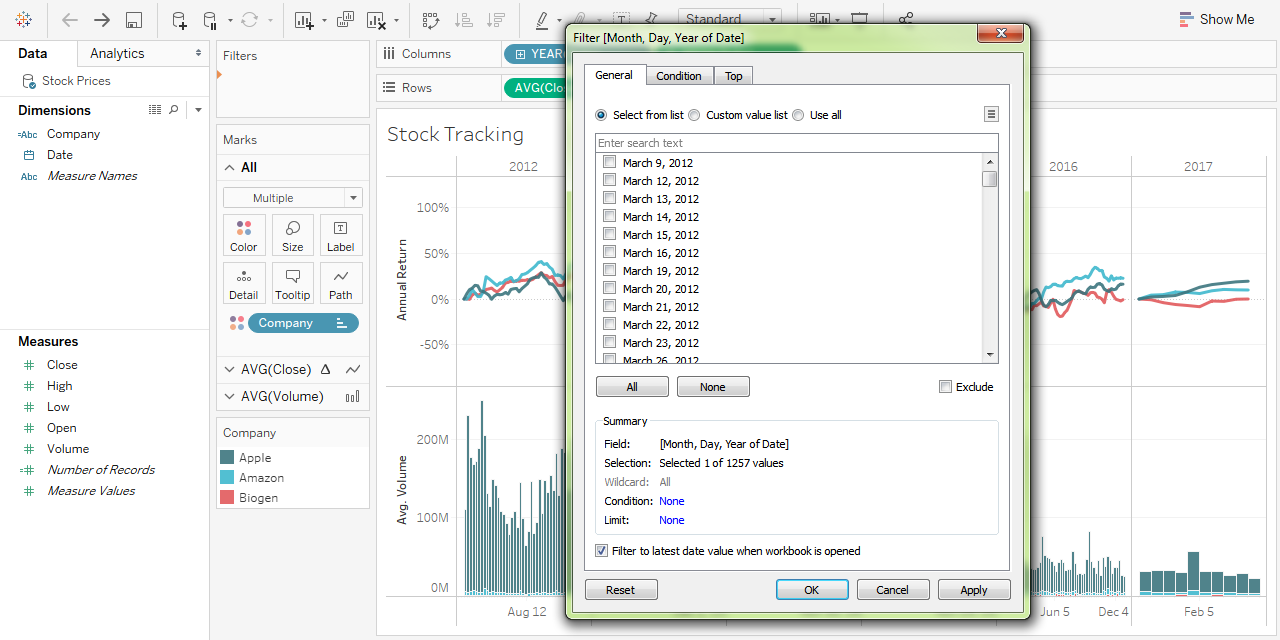 Standard
Show Me
Data
Analytics
Stock Prices
Dimensions
Abc Company
Date
Abc Measure Names
Measures
Close
High
Low
Open
Volume
Number of Records
Measure Values
Filters
Marks
All
Multiple
Color
Size
Label
Detail
Tooltip
Path
Company
AVG(Close)
AVG(Volume)
Company
Apple
Amazon
Biogen
Columns
YEAR
Rows
AVG(Clo
Stock Tracking
2012
2016
2017
Annual Return
100%
50%
0%
-50%
Avg. Volume
200M
100M
0M
Aug 12
Jun 5
Dec 4
Feb 5
Filter [Month, Day, Year of Date]
General
Condition
Top
Select from list
Custom value list
Use all
Enter search text
March 9, 2012
March 12, 2012
March 13, 2012
March 14, 2012
March 15, 2012
March 16, 2012
March 19, 2012
March 20, 2012
March 21, 2012
March 22, 2012
March 23, 2012
March 26, 2012
All
None
Exclude
Summary
Field: [Month, Day, Year of Date]
Selection: Selected 1 of 1257 values
Wildcard: All
Condition: None
Limit: None
Filter to latest date value when workbook is opened
Reset
OK
Cancel
Apply